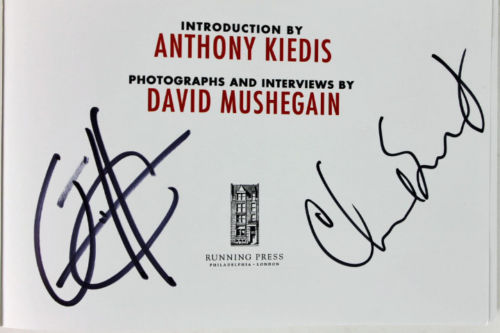 INTRODUCTION BY
ANTHONY KIEDIS
PHOTOGRAPHS AND INTERVIEWS BY
DAVID MUSHEGAIN
RUNNING PRESS
PHILADELPHIA • LONDON